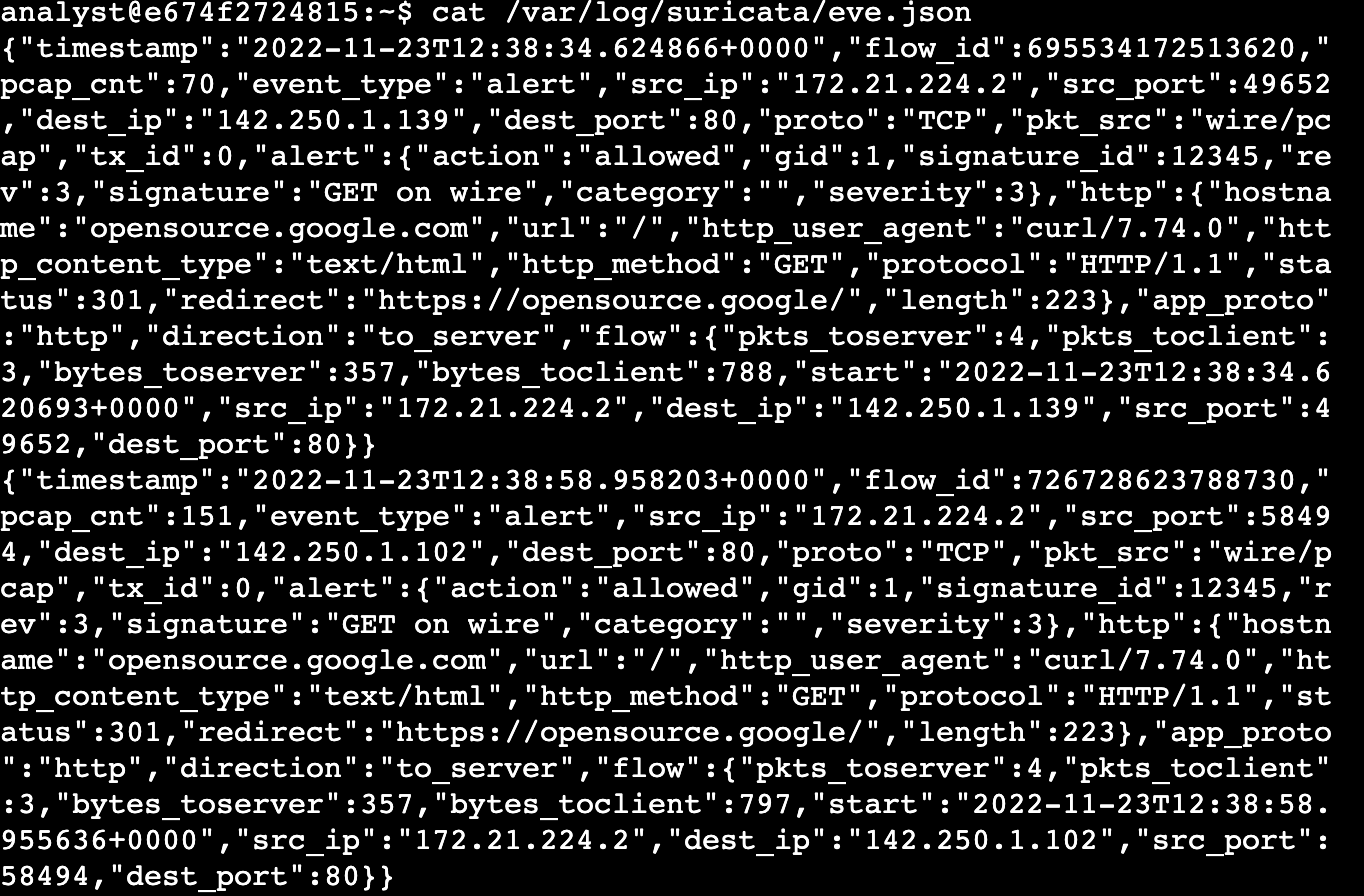 analyst@e674f2724815:~$ cat /var/log/suricata/eve.json
{"timestamp":"2022-11-23T12:38:34.624866+0000","flow_id":695534172513620,"
pcap_cnt":70,"event_type":"alert","src_ip":"172.21.224.2","src_port":49652
,"dest_ip":"142.250.1.139","dest_port":80,"proto":"TCP","pkt_src":"wire/pc
ap","tx_id":0,"alert":{"action":"allowed","gid":1,"signature_id":12345,"re
v":3,"signature":"GET on wire","category":"","severity":3},"http":{"hostna
me":"opensource.google.com","url":"/","http_user_agent":"curl/7.74.0","htt
p_content_type":"text/html","http_method":"GET","protocol":"HTTP/1.1","sta
tus":301,"redirect":"https://opensource.google/","length":223},"app_proto"
:"http","direction":"to_server","flow":{"pkts_toserver":4,"pkts_toclient":
3,"bytes_toserver":357,"bytes_toclient":788,"start":"2022-11-23T12:38:34.6
20693+0000","src_ip":"172.21.224.2","dest_ip":"142.250.1.139","src_port":4
9652,"dest_port":80}}
{"timestamp":"2022-11-23T12:38:58.958203+0000","flow_id":726728623788730,"
pcap_cnt":151,"event_type":"alert","src_ip":"172.21.224.2","src_port":5849
4,"dest_ip":"142.250.1.102","dest_port":80,"proto":"TCP","pkt_src":"wire/p
cap","tx_id":0,"alert":{"action":"allowed","gid":1,"signature_id":12345,"r
ev":3,"signature":"GET on wire","category":"","severity":3},"http":{"hostn
ame":"opensource.google.com","url":"/","http_user_agent":"curl/7.74.0","ht
tp_content_type":"text/html","http_method":"GET","protocol":"HTTP/1.1","st
atus":301,"redirect":"https://opensource.google/","length":223},"app_proto
":"http","direction":"to_server","flow":{"pkts_toserver":4,"pkts_toclient"
:3,"bytes_toserver":357,"bytes_toclient":797,"start":"2022-11-23T12:38:58.
955636+0000","src_ip":"172.21.224.2","dest_ip":"142.250.1.102","src_port":
58494,"dest_port":80}}